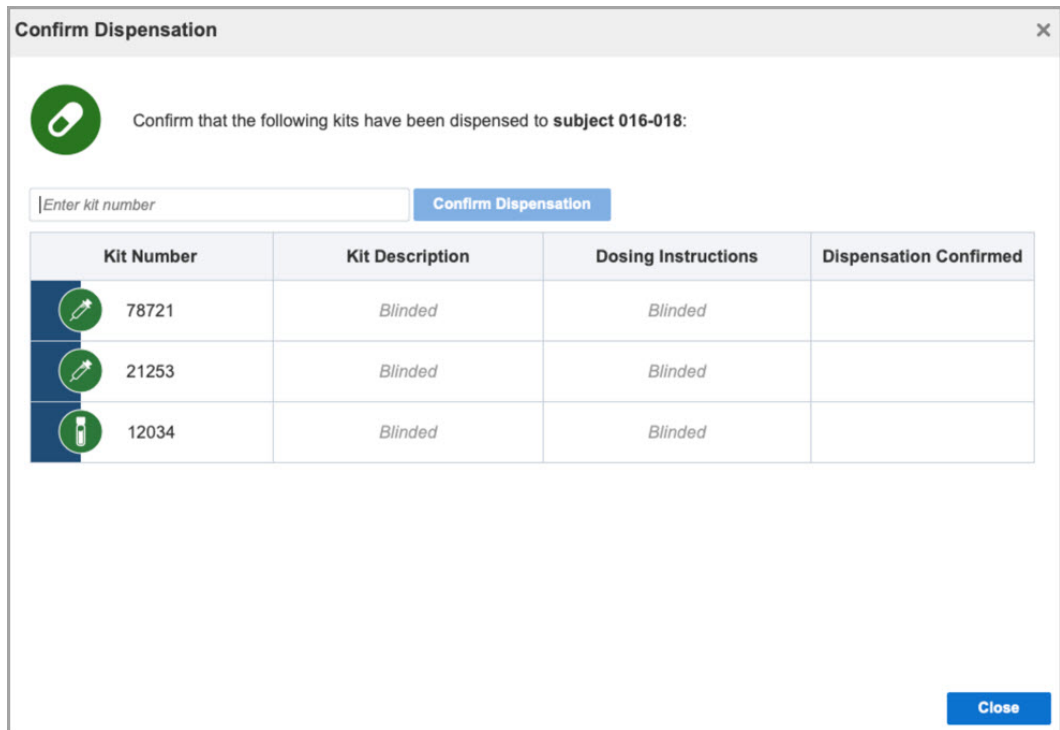 Confirm Dispensation
Confirm that the following kits have been dispensed to subject 016-018:
Enter kit number Confirm Dispensation
Kit Number Kit Description Dosing Instructions Dispensation Confirmed
78721 Blinded Blinded
21253 Blinded Blinded
12034 Blinded Blinded
Close